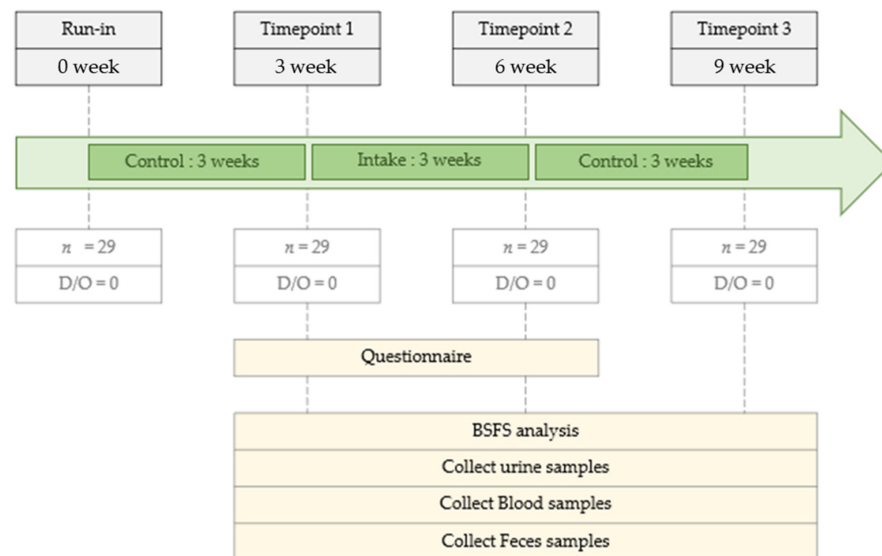 Run-in
Timepoint 1
Timepoint 2
Timepoint 3
0 week
3 week
6 week
9 week
Control : 3 weeks
Intake : 3 weeks
Control : 3 weeks
n = 29
n = 29
n = 29
n = 29
D/O = 0
D/O = 0
D/O = 0
D/O = 0
Questionnaire
BSFS analysis
Collect urine samples
Collect Blood samples
Collect Feces samples